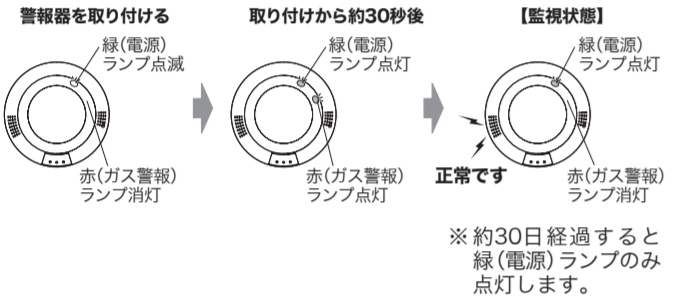 警報器を取り付ける
緑(電源)
ランプ点滅
赤(ガス警報)
ランプ消灯
取り付けから約30秒後
緑(電源)
ランプ点灯
赤(ガス警報)
ランプ点灯
【監視状態】
緑(電源)
ランプ点灯
正常です
赤(ガス警報)
ランプ消灯
※約30日経過すると
緑(電源)ランプのみ
点灯します。